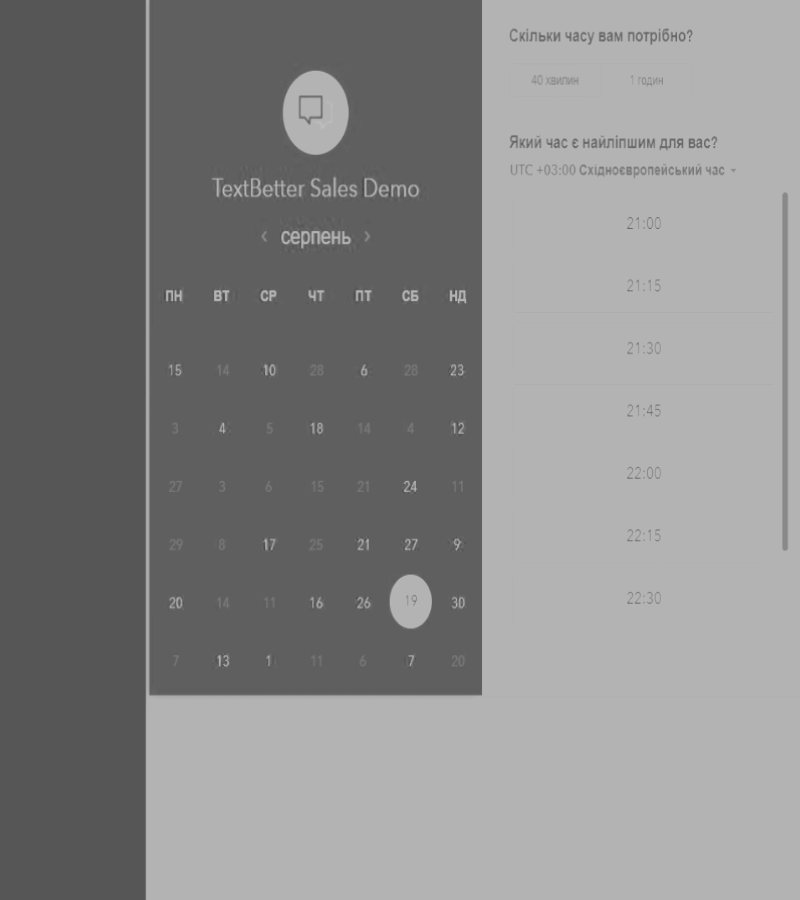 TextBetter Sales Demo
‹ серпень ›
ПН ВТ СР ЧТ ПТ СБ НД
15 14 10 28 6 28 23
3 4 5 18 14 4 12
27 3 6 15 21 24 11
29 8 17 25 21 27 9
20 14 11 16 26 19 30
7 13 1 11 6 7 20
Скільки часу вам потрібно?
40 хвилин 1 годин
Який час є найліпшим для вас?
UTC +03:00 Східноєвропейський час
21:00
21:15
21:30
21:45
22:00
22:15
22:30